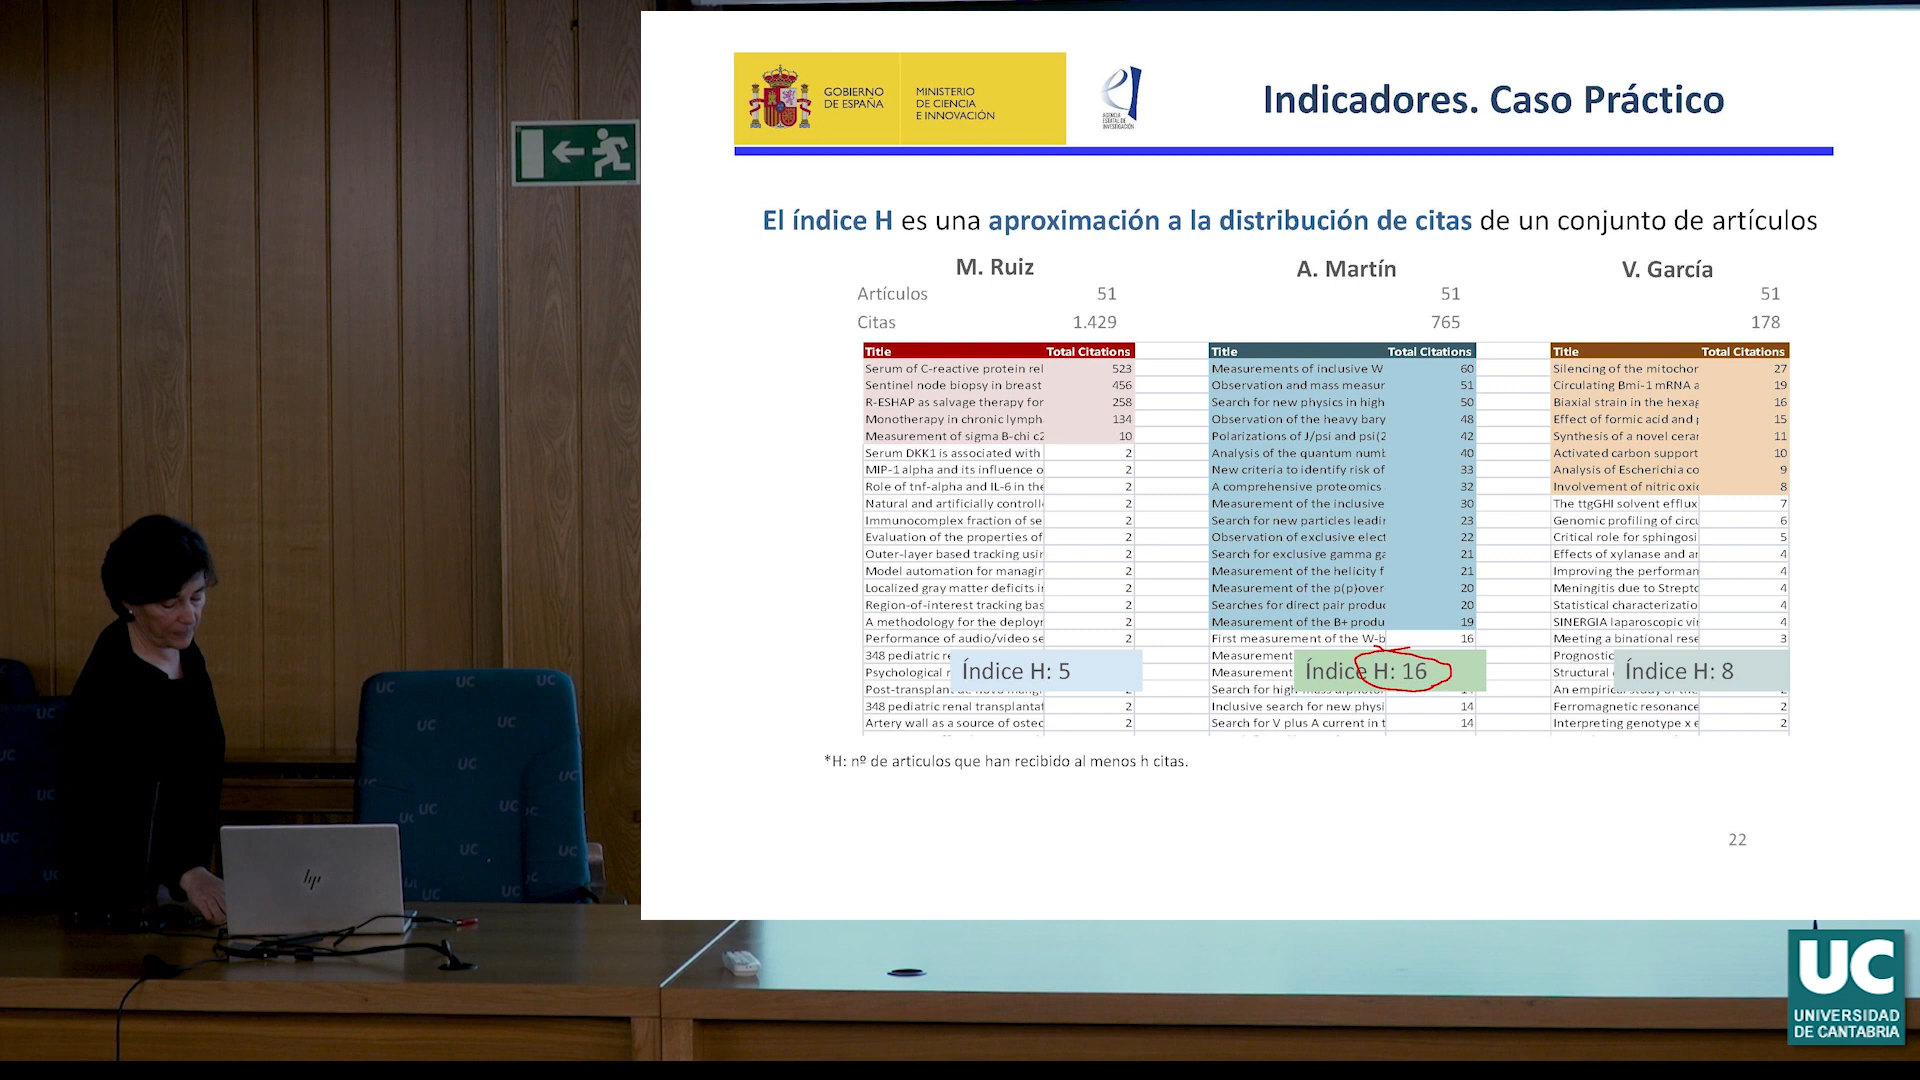 GOBIERNO
DE ESPAÑA
MINISTERIO
DE CIENCIA
E INNOVACIÓN
AGENCIA
ESTATAL DE
INVESTIGACIÓN
Indicadores. Caso Práctico
El índice H es una aproximación a la distribución de citas de un conjunto de artículos
M. Ruiz A. Martín V. García
Artículos 51 51 51
Citas 1.429 765 178
Title Total Citations Title Total Citations Title Total Citations
Serum of C-reactive protein rel 523 Measurements of inclusive W 60 Silencing of the mitochor 27
Sentinel node biopsy in breast 456 Observation and mass measur 51 Circulating Bmi-1 mRNA a 19
R-ESHAP as salvage therapy for 258 Search for new physics in high 50 Biaxial strain in the hexag 16
Monotherapy in chronic lymph 134 Observation of the heavy bary 48 Effect of formic acid and 15
Measurement of sigma B-chi c2 10 Polarizations of J/psi and psi(2 42 Synthesis of a novel cerar 11
Serum DKK1 is associated with 2 Analysis of the quantum numb 40 Activated carbon support 10
MIP-1 alpha and its influence o 2 New criteria to identify risk of 33 Analysis of Escherichia co 9
Role of tnf-alpha and IL-6 in the 2 A comprehensive proteomics 32 Involvement of nitric oxic 8
Natural and artificially controll 2 Measurement of the inclusive 30 The ttgGHI solvent efflux 7
Immunocomplex fraction of se 2 Search for new particles leadir 23 Genomic profiling of circu 6
Evaluation of the properties of 2 Observation of exclusive elect 22 Critical role for sphingosi 5
Outer-layer based tracking usir 2 Search for exclusive gamma ga 21 Effects of xylanase and ar 4
Model automation for managir 2 Measurement of the helicity f 21 Improving the performan 4
Localized gray matter deficits i 2 Measurement of the p(p)over 20 Meningitis due to Strepto 4
Region-of-interest tracking bas 2 Searches for direct pair produc 20 Statistical characterizatio 4
A methodology for the deployr 2 Measurement of the B+ produ 19 SINERGIA laparoscopic vir 4
Performance of audio/video se 2 First measurement of the W-b 16 Meeting a binational rese 3
348 pediatric re Measurement Prognostic
Psychological r Índice H: 5 Measurement Índice H: 16 Structural Índice H: 8
Post-transplan 2 Search for high An empirical 2
348 pediatric renal transplantat 2 Inclusive search for new physi 14 Ferromagnetic resonance 2
Artery wall as a source of osteo 2 Search for V plus A current in t 14 Interpreting genotype x e 2
*H: nº de articulos que han recibido al menos h citas.
22
hp
UC
UNIVERSIDAD
DE CANTABRIA